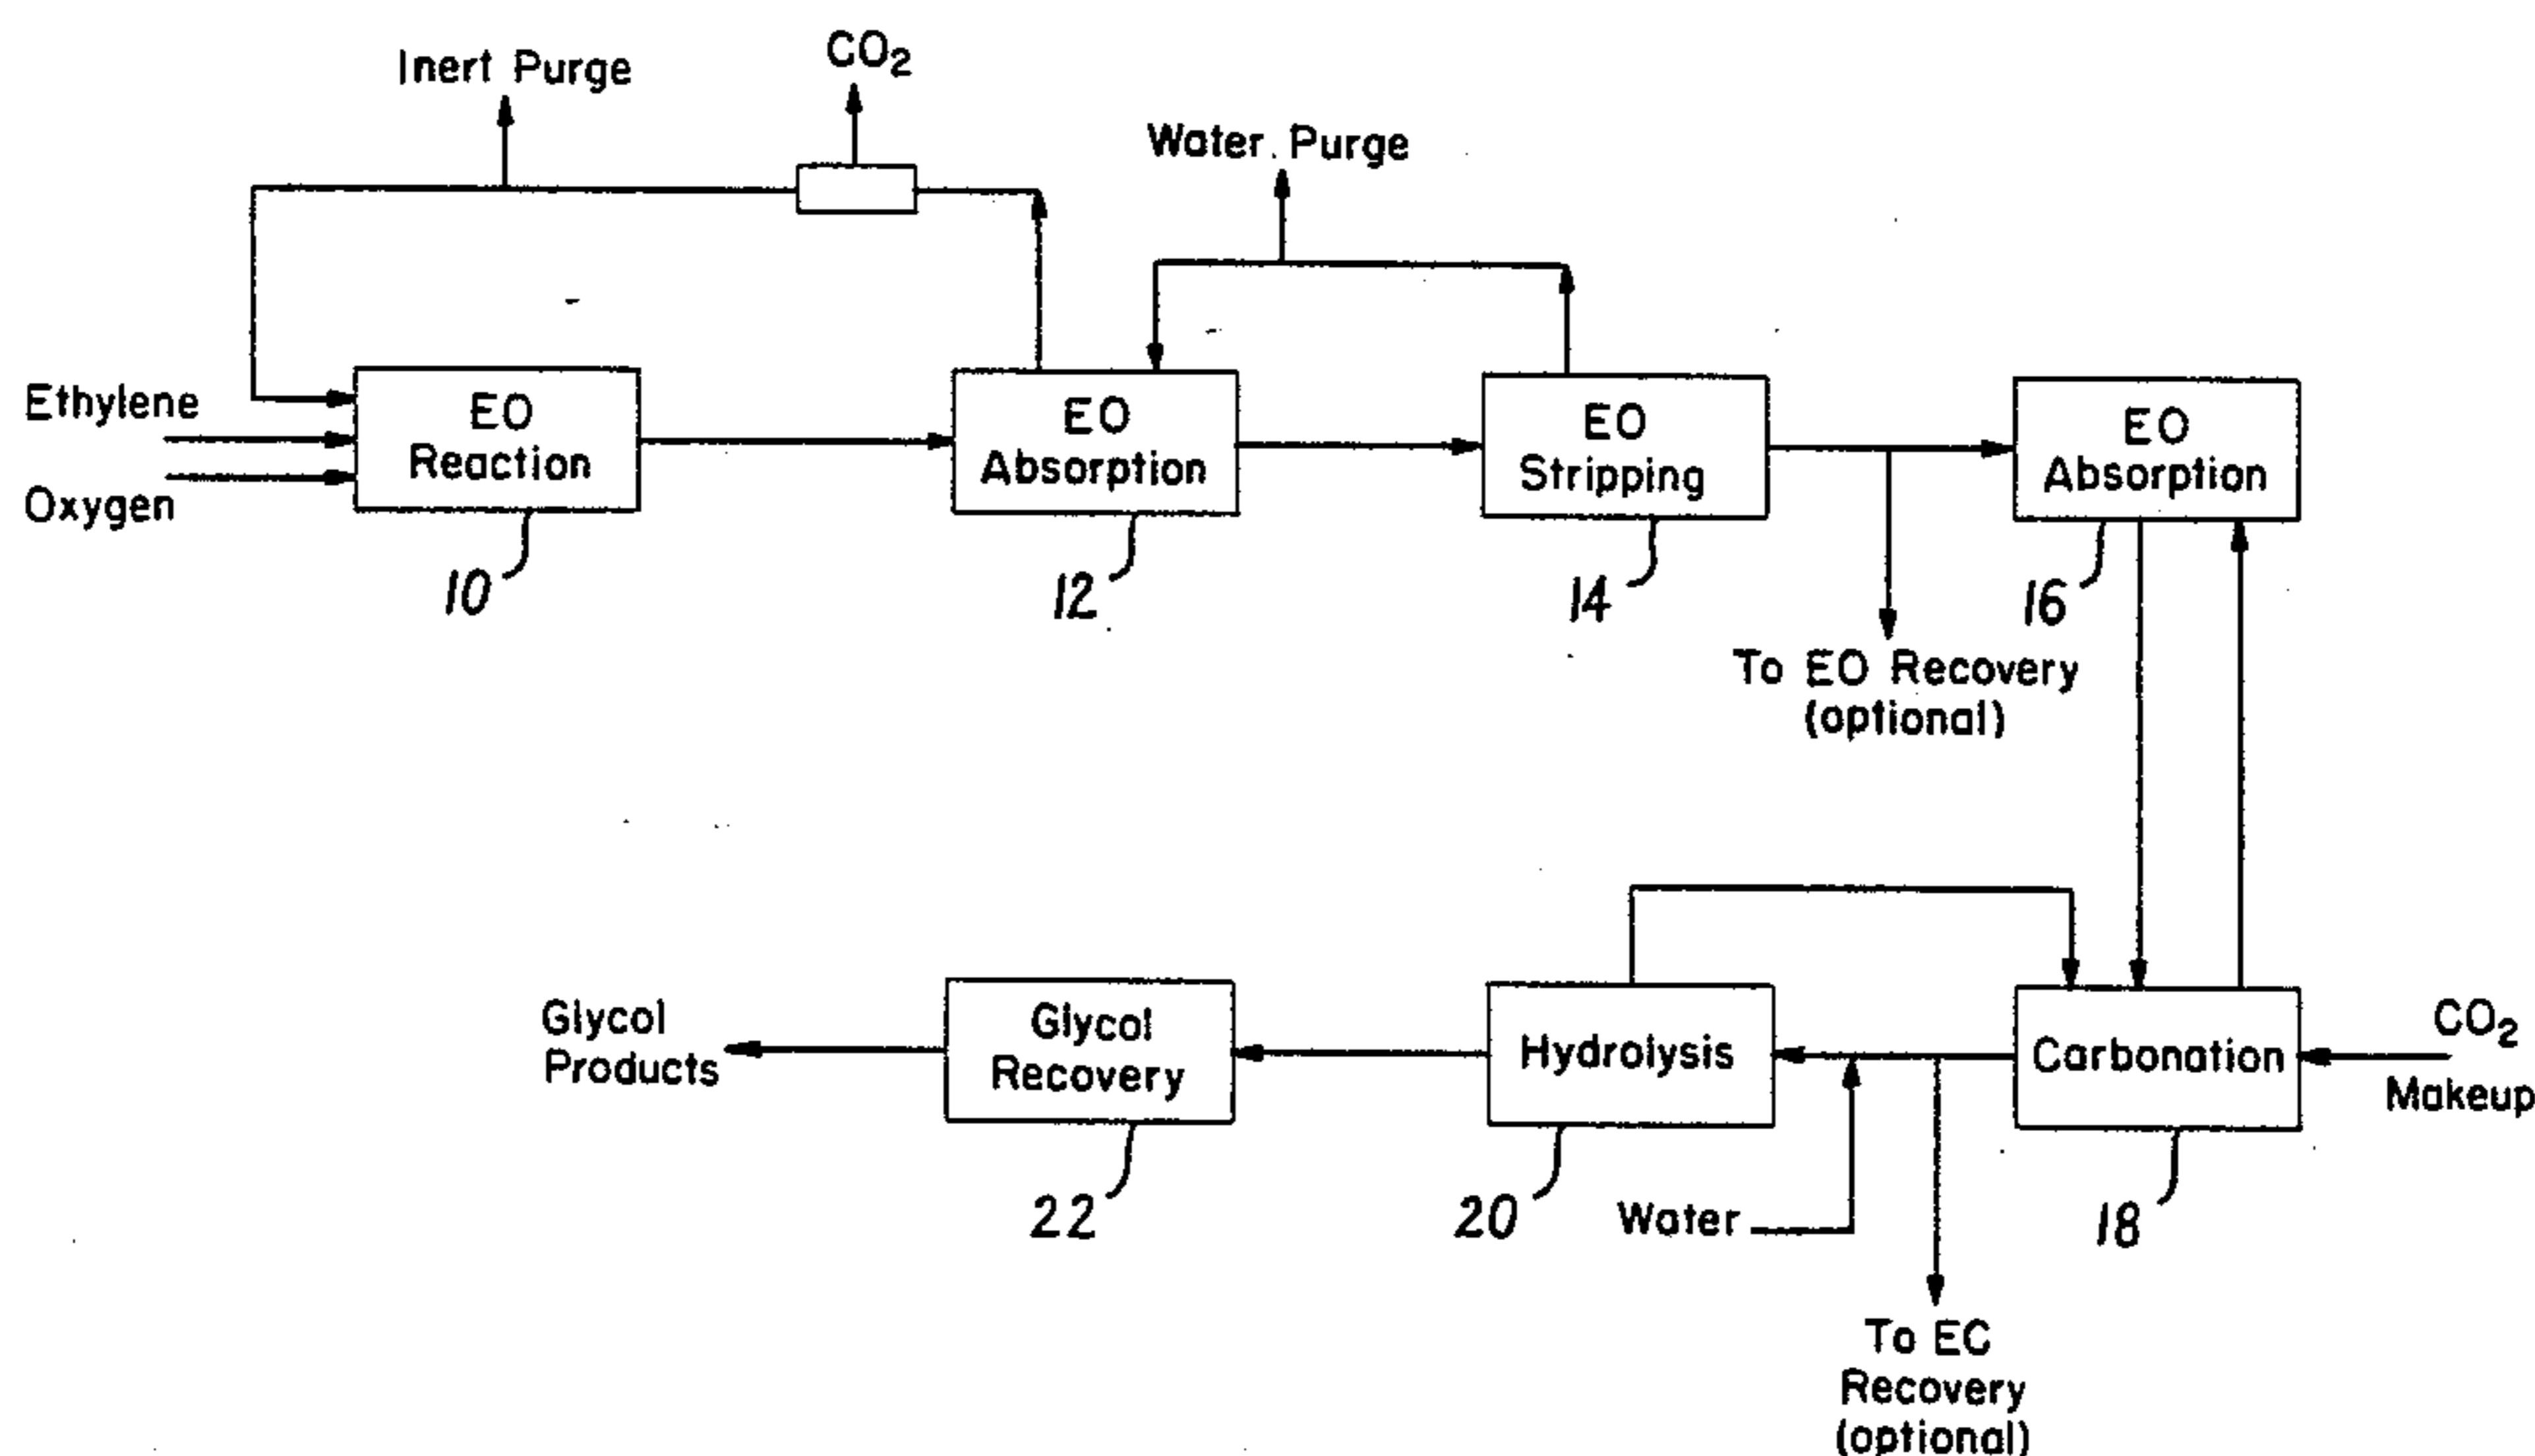 Inert Purge
CO2
Water Purge
Ethylene
Oxygen
EO
Reaction
10
EO
Absorption
12
EO
Stripping
14
EO
Absorption
16
To EO Recovery
(optional)
Glycol
Products
Glycol
Recovery
22
Hydrolysis
20
Water
Carbonation
18
CO2
Makeup
To EC
Recovery
(optional)